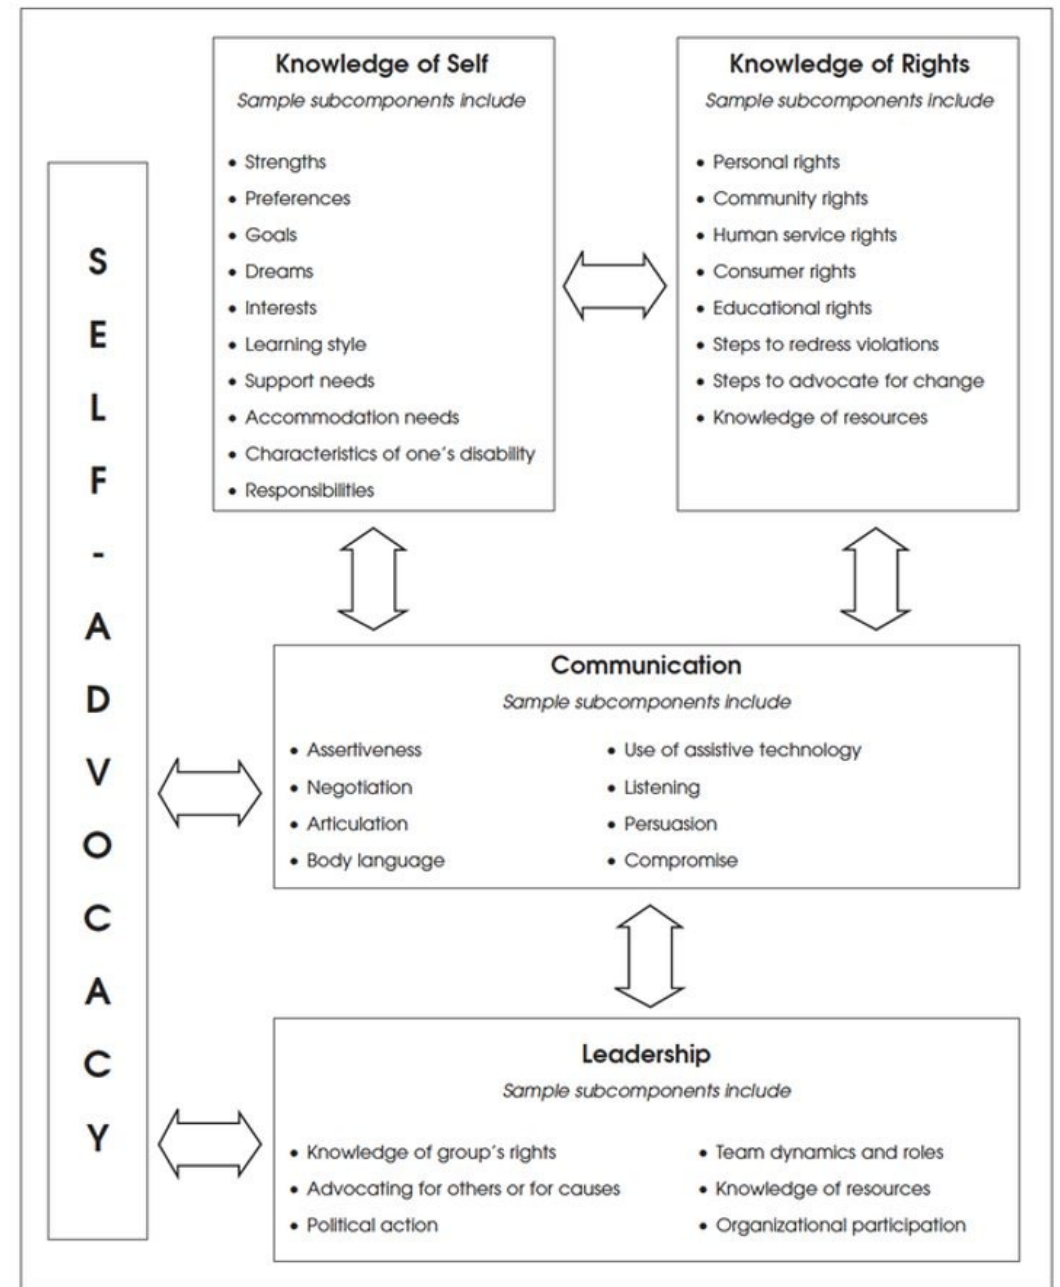 SELF-ADVOCACY
Knowledge of Self
Sample subcomponents include
• Strengths
• Preferences
• Goals
• Dreams
• Interests
• Learning style
• Support needs
• Accommodation needs
• Characteristics of one's disability
• Responsibilities
Knowledge of Rights
Sample subcomponents include
• Personal rights
• Community rights
• Human service rights
• Consumer rights
• Educational rights
• Steps to redress violations
• Steps to advocate for change
• Knowledge of resources
Communication
Sample subcomponents include
• Assertiveness
• Negotiation
• Articulation
• Body language
• Use of assistive technology
• Listening
• Persuasion
• Compromise
Leadership
Sample subcomponents include
• Knowledge of group's rights
• Advocating for others or for causes
• Political action
• Team dynamics and roles
• Knowledge of resources
• Organizational participation